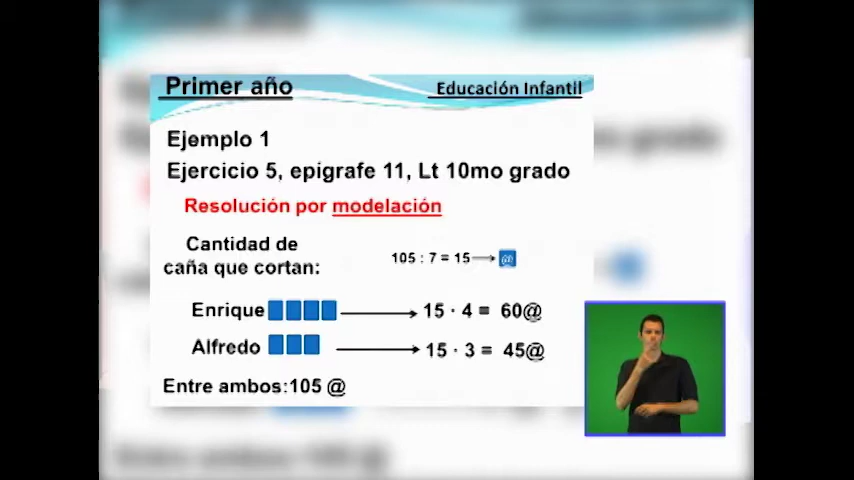 Primer año
Educación Infantil
Ejemplo 1
Ejercicio 5, epigrafe 11, Lt 10mo grado
Resolución por modelación
Cantidad de
caña que cortan:
105 : 7 = 15 @
Enrique 15 · 4 = 60@
Alfredo 15 · 3 = 45@
Entre ambos:105 @